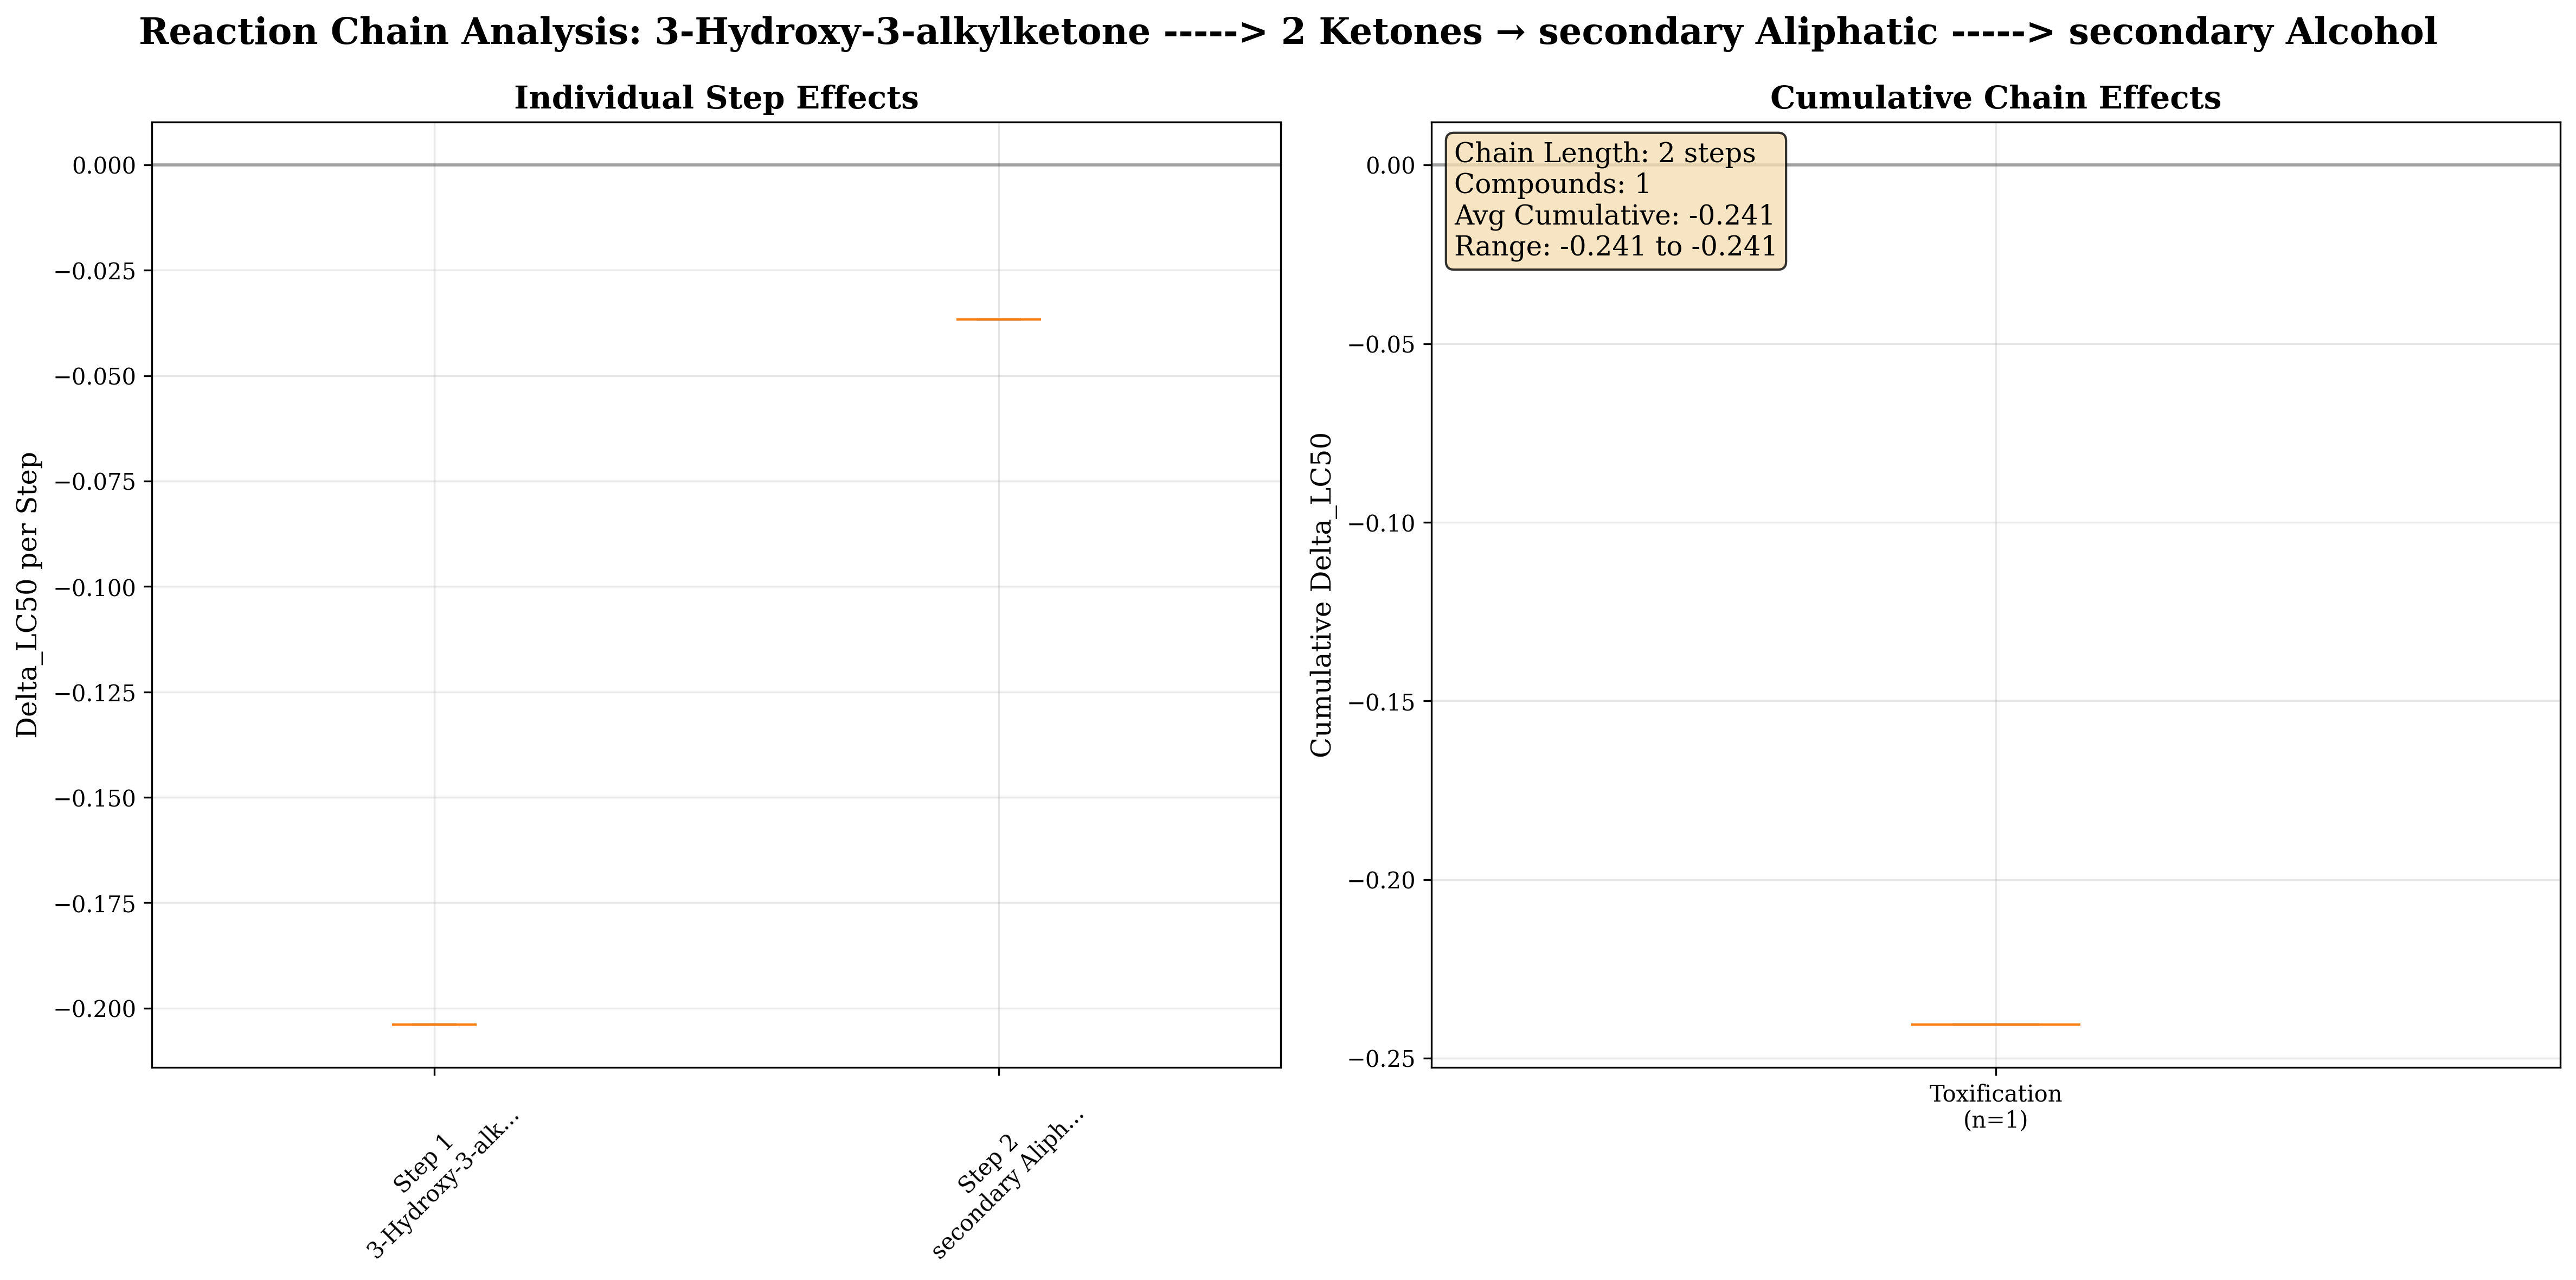 Reaction Chain Analysis: 3-Hydroxy-3-alkylketone -----> 2 Ketones → secondary Aliphatic -----> secondary Alcohol
Individual Step Effects
Delta_LC50 per Step
0.000
−0.025
−0.050
−0.075
−0.100
−0.125
−0.150
−0.175
−0.200
Step 1
3-Hydroxy-3-alk...
Step 2
secondary Aliph...
Cumulative Chain Effects
Chain Length: 2 steps
Compounds: 1
Avg Cumulative: -0.241
Range: -0.241 to -0.241
Cumulative Delta_LC50
0.00
−0.05
−0.10
−0.15
−0.20
−0.25
Toxification
(n=1)